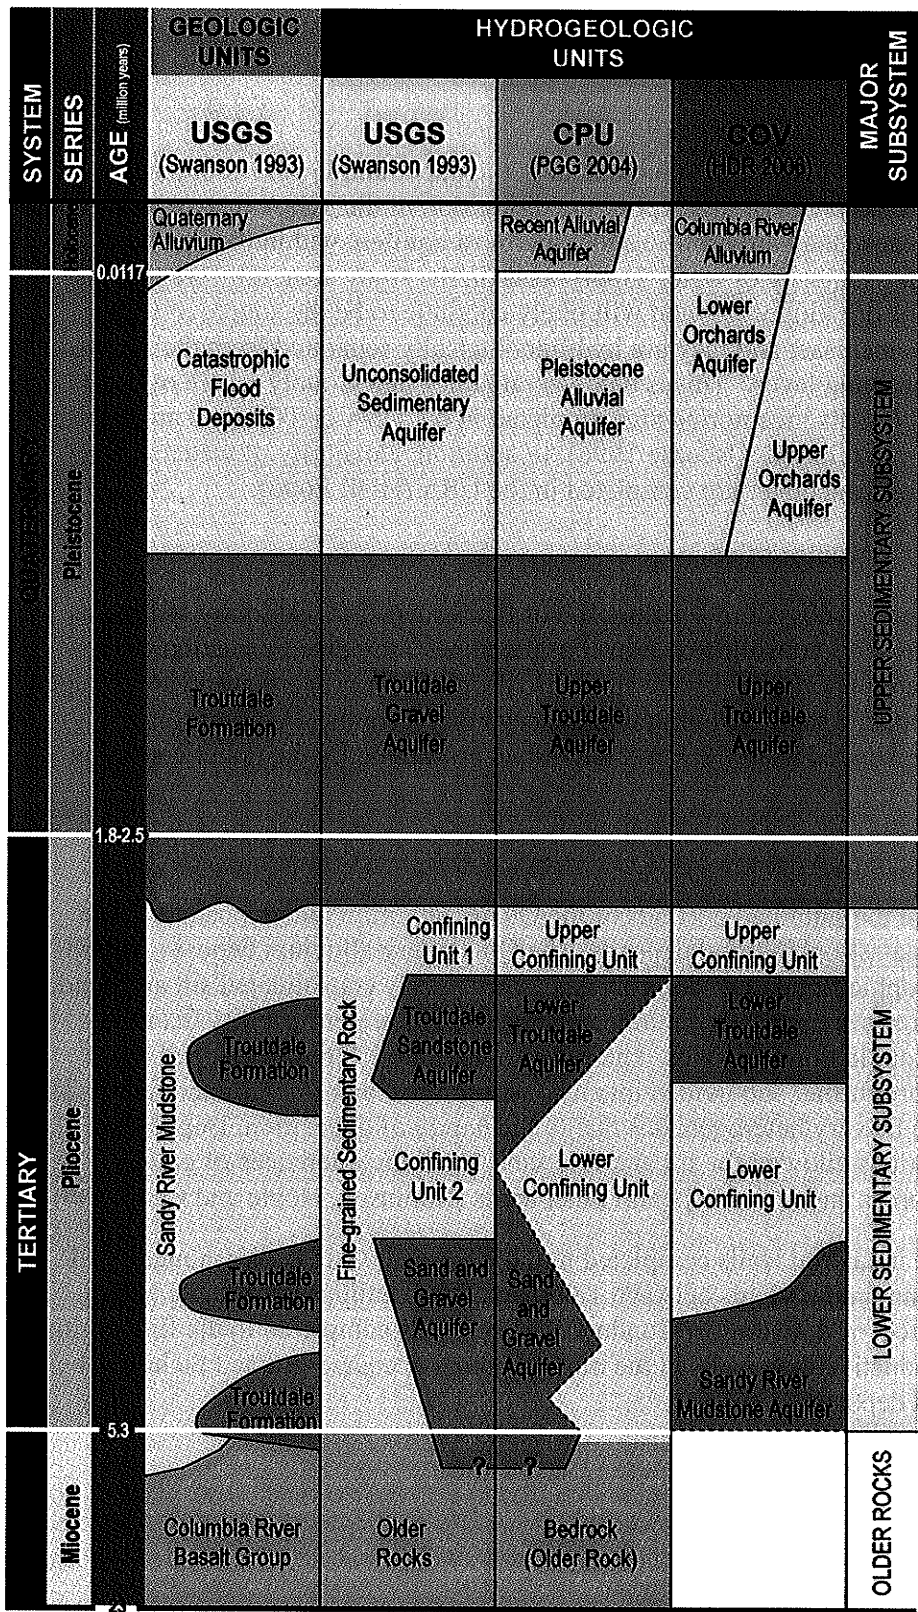 SYSTEM
SERIES
AGE (million years)
GEOLOGIC
UNITS
HYDROGEOLOGIC
UNITS
MAJOR
SUBSYSTEM
USGS
(Swanson 1993)
USGS
(Swanson 1993)
CPU
(PGG 2004)
COV
(HDR 2006)
QUATERNARY
Pleistocene
0.0117
Quaternary
Alluvium
Recent Alluvial
Aquifer
Columbia River
Alluvium
Catastrophic
Flood
Deposits
Unconsolidated
Sedimentary
Aquifer
Pleistocene
Alluvial
Aquifer
Lower
Orchards
Aquifer
Upper
Orchards
Aquifer
UPPER SEDIMENTARY SUBSYSTEM
Troutdale
Formation
Troutdale
Gravel
Aquifer
Upper
Troutdale
Aquifer
Upper
Troutdale
Aquifer
1.8-2.5
TERTIARY
Pliocene
Sandy River Mudstone
Troutdale
Formation
Troutdale
Formation
Troutdale
Formation
Fine-grained Sedimentary Rock
Confining
Unit 1
Troutdale
Sandstone
Aquifer
Confining
Unit 2
Sand and
Gravel
Aquifer
Upper
Confining Unit
Lower
Troutdale
Aquifer
Lower
Confining Unit
Sand
and
Gravel
Aquifer
Upper
Confining Unit
Lower
Troutdale
Aquifer
Lower
Confining Unit
Sandy River
Mudstone Aquifer
LOWER SEDIMENTARY SUBSYSTEM
5.3
Miocene
Columbia River
Basalt Group
? ?
Older
Rocks
Bedrock
(Older Rock)
OLDER ROCKS
23